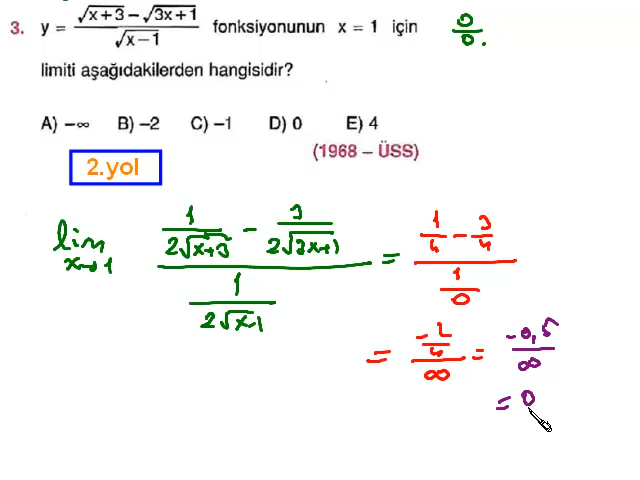 3. y = (√(x+3) − √(3x+1)) / √(x−1) fonksiyonunun x = 1 için 0/0.
limiti aşağıdakilerden hangisidir?
A) −∞ B) −2 C) −1 D) 0 E) 4
(1968 – ÜSS)
2.yol
lim x→1 (1/(2√(x+3)) − 3/(2√(3x+1))) / (1/(2√(x-1))) = (1/4 − 3/4) / (1/0)
= (−2/4) / ∞ = −0,5 / ∞
= 0